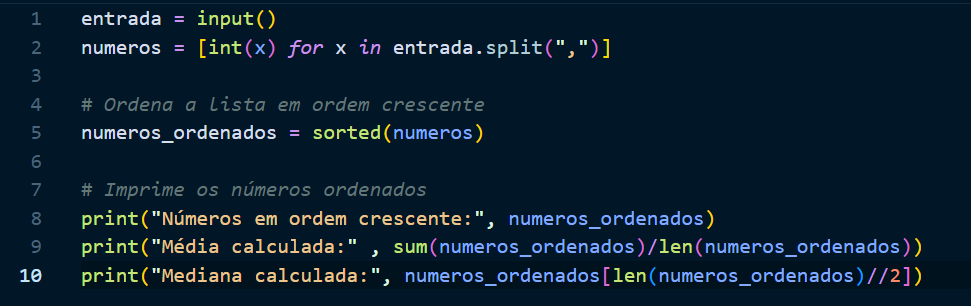 1 entrada = input()
2 numeros = [int(x) for x in entrada.split(",")]
3
4 # Ordena a lista em ordem crescente
5 numeros_ordenados = sorted(numeros)
6
7 # Imprime os números ordenados
8 print("Números em ordem crescente:", numeros_ordenados)
9 print("Média calculada:" , sum(numeros_ordenados)/len(numeros_ordenados))
10 print("Mediana calculada:", numeros_ordenados[len(numeros_ordenados)//2])